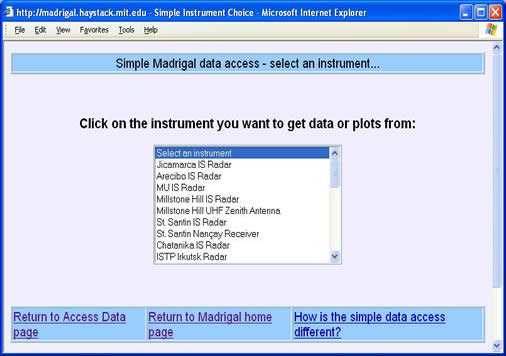 http://madrigal.haystack.mit.edu - Simple Instrument Choice - Microsoft Internet Explorer
File Edit View Favorites Tools Help
Simple Madrigal data access - select an instrument...
Click on the instrument you want to get data or plots from:
Select an instrument
Jicamarca IS Radar
Arecibo IS Radar
MU IS Radar
Millstone Hill IS Radar
Millstone Hill UHF Zenith Antenna
St. Santin IS Radar
St. Santin Nançay Receiver
Chatanika IS Radar
ISTP Irkutsk Radar
Return to Access Data page
Return to Madrigal home page
How is the simple data access different?